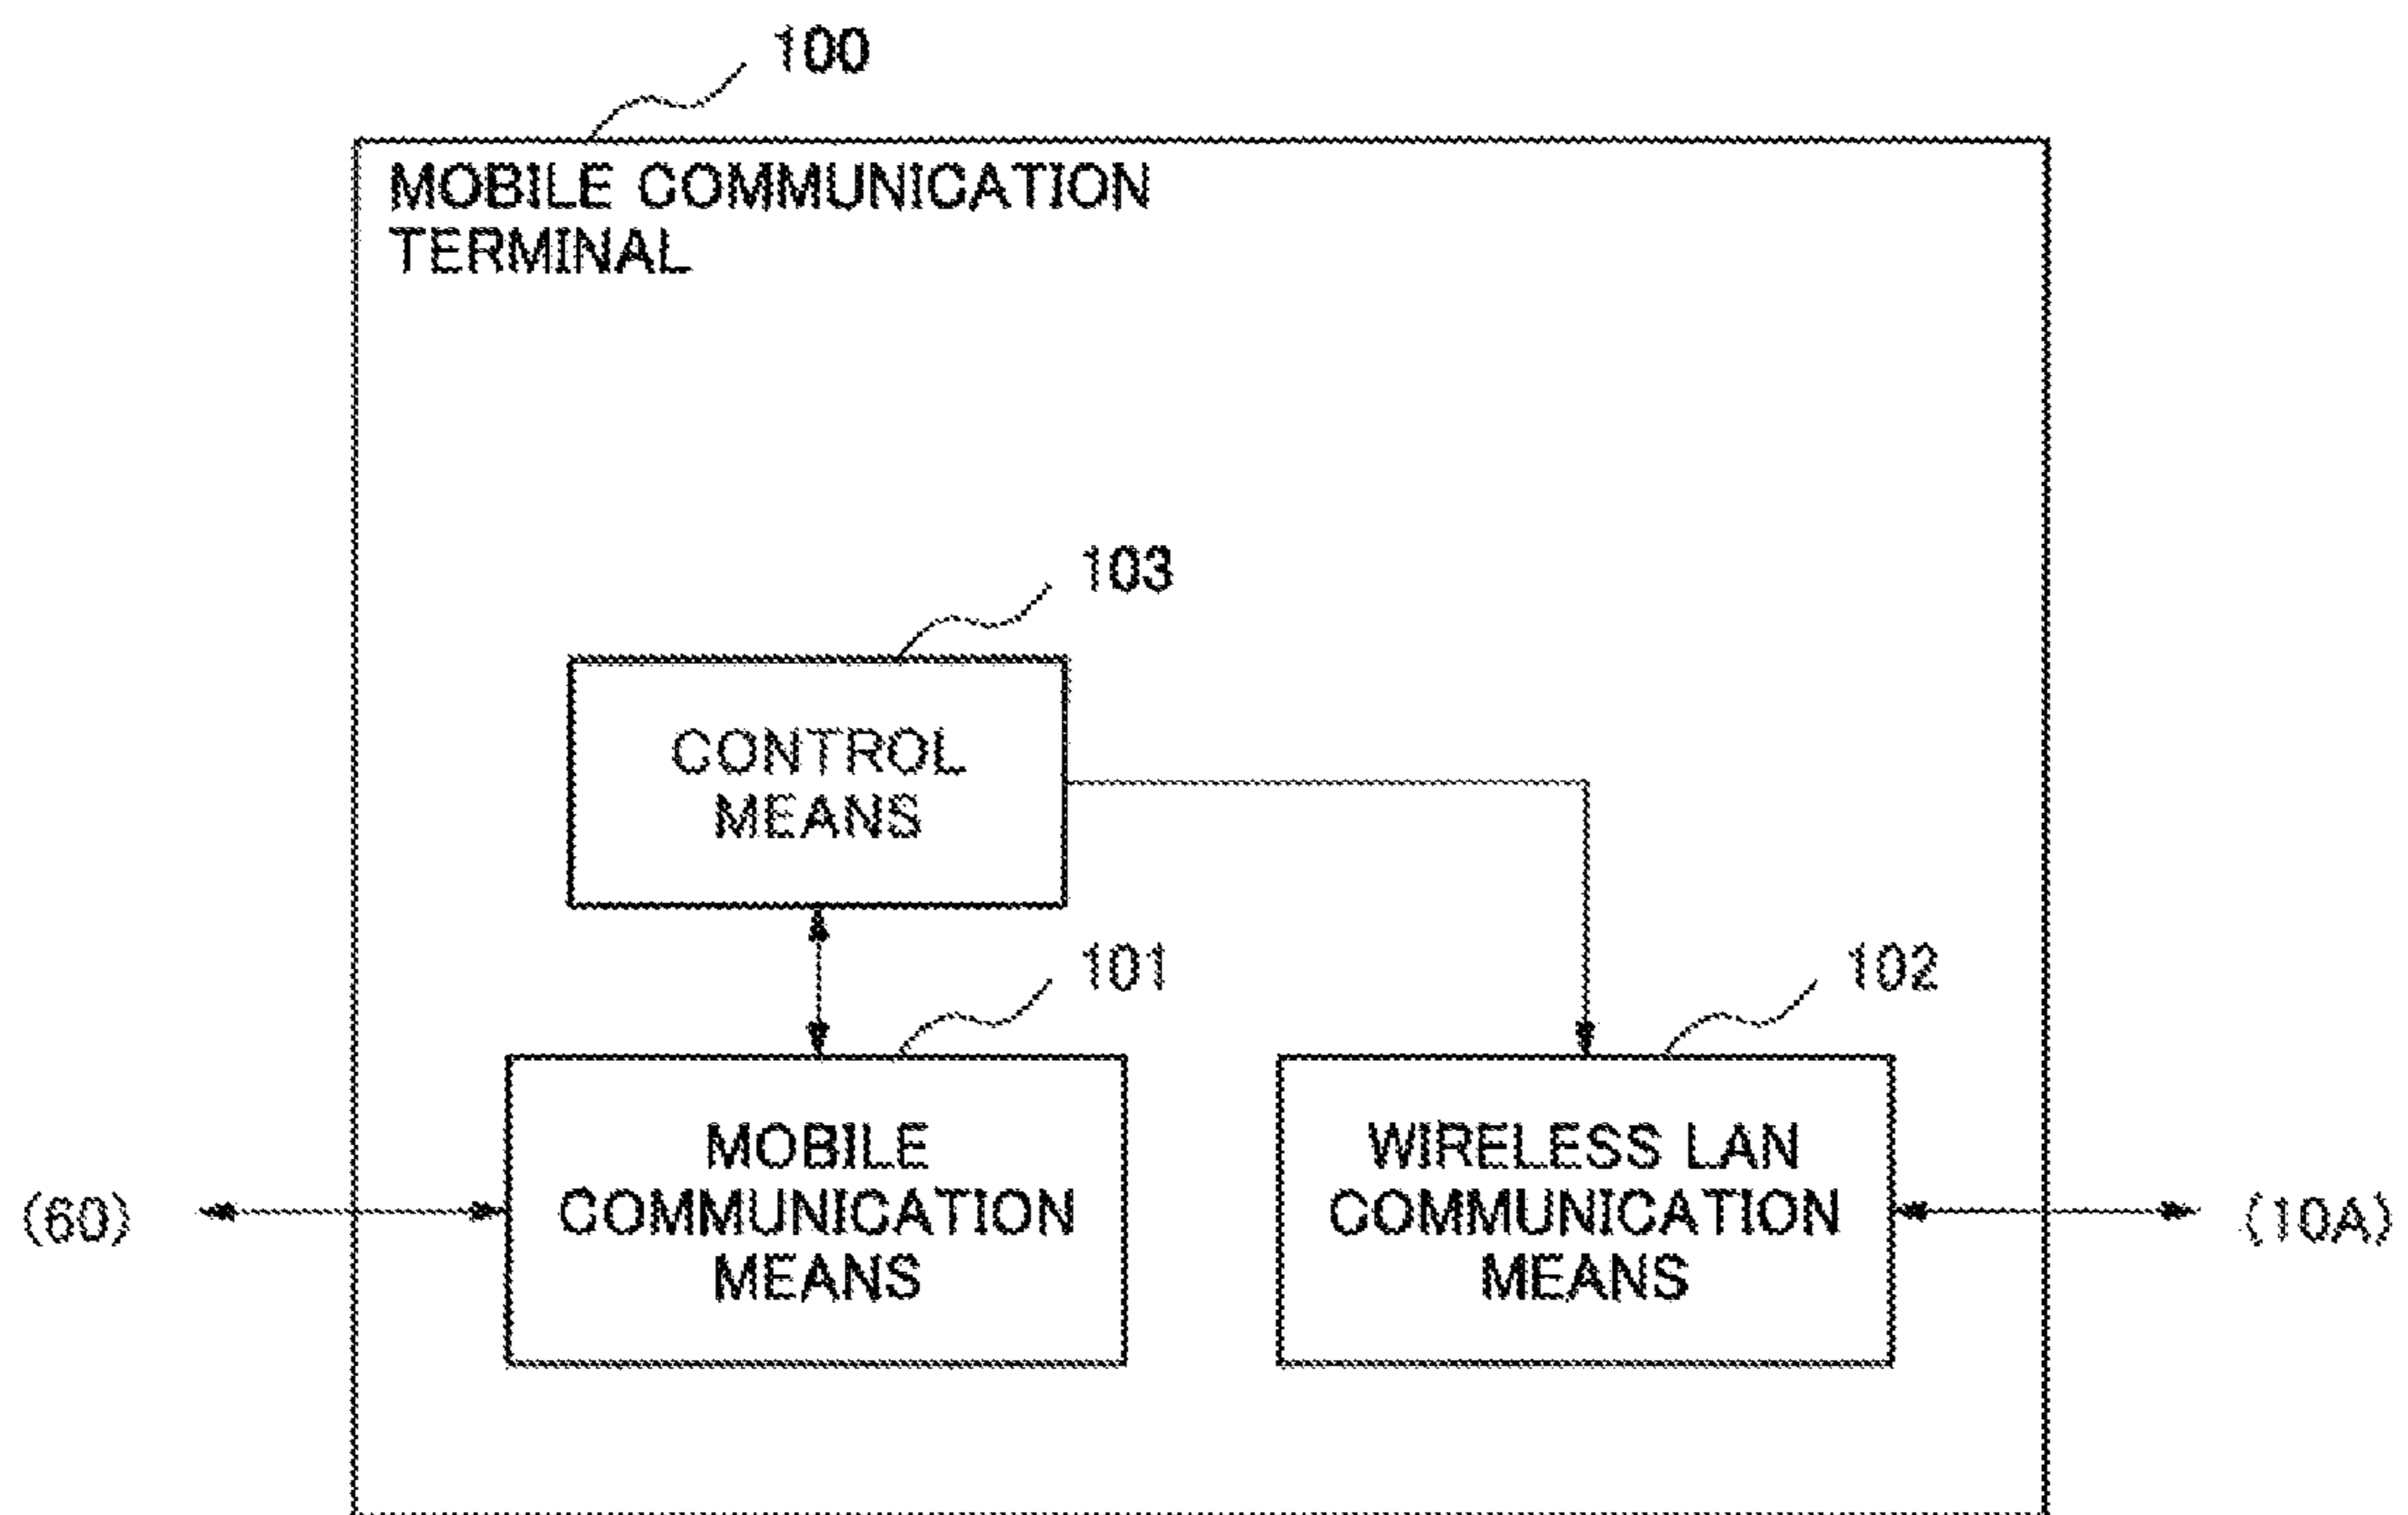 100
MOBILE COMMUNICATION
TERMINAL
103
CONTROL
MEANS
101
102
MOBILE
COMMUNICATION
MEANS
WIRELESS LAN
COMMUNICATION
MEANS
(60)
(10A)